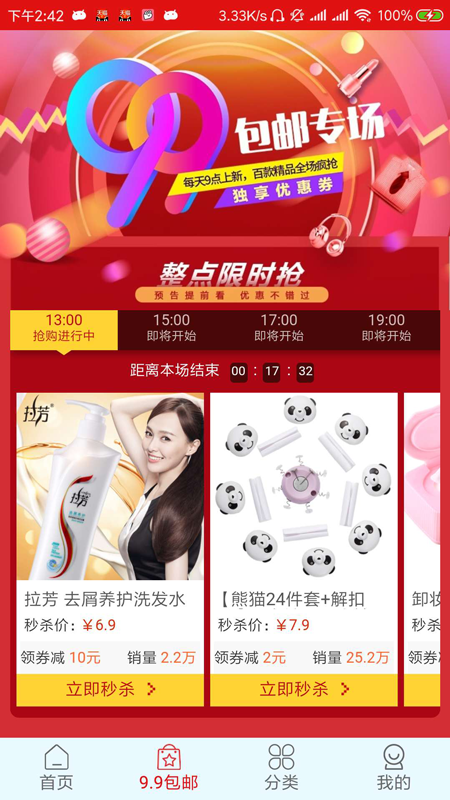 下午2:42
3.33K/s
100%
9.9
包邮专场
每天9点上新，百款精品全场疯抢
独享优惠券
整点限时抢
预告提前看 优惠不错过
13:00 15:00 17:00 19:00
抢购进行中 即将开始 即将开始 即将开始
距离本场结束 00 : 17 : 32
拉芳
拉芳
拉芳 去屑养护洗发水 【熊猫24件套+解扣 卸妆
秒杀价：￥6.9 秒杀价：￥7.9 秒杀
领券减 10元 销量 2.2万 领券减 2元 销量 25.2万 领券
立即秒杀 立即秒杀
首页 9.9包邮 分类 我的